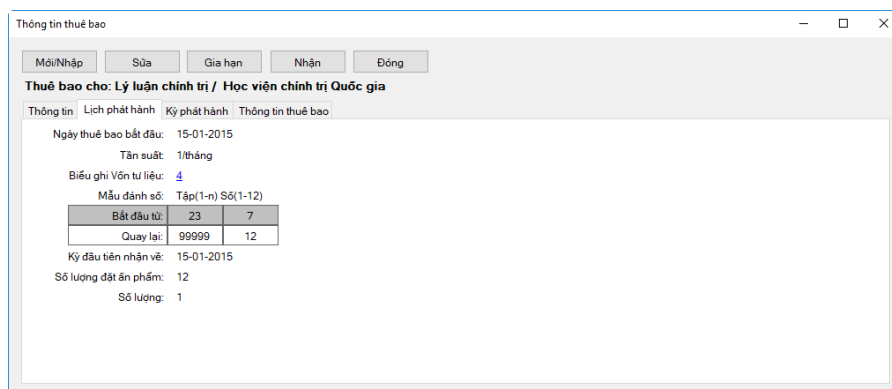 Thông tin thuê bao
Mới/Nhập Sửa Gia hạn Nhận Đóng
Thuê bao cho: Lý luận chính trị / Học viện chính trị Quốc gia
Thông tin Lịch phát hành Kỳ phát hành Thông tin thuê bao
Ngày thuê bao bắt đầu: 15-01-2015
Tần suất: 1/tháng
Biểu ghi Vốn tư liệu: 4
Mẫu đánh số: Tập(1-n) Số(1-12)
Bắt đầu từ: 23 7
Quay lại: 99999 12
Kỳ đầu tiên nhận về: 15-01-2015
Số lượng đặt ấn phẩm: 12
Số lượng: 1